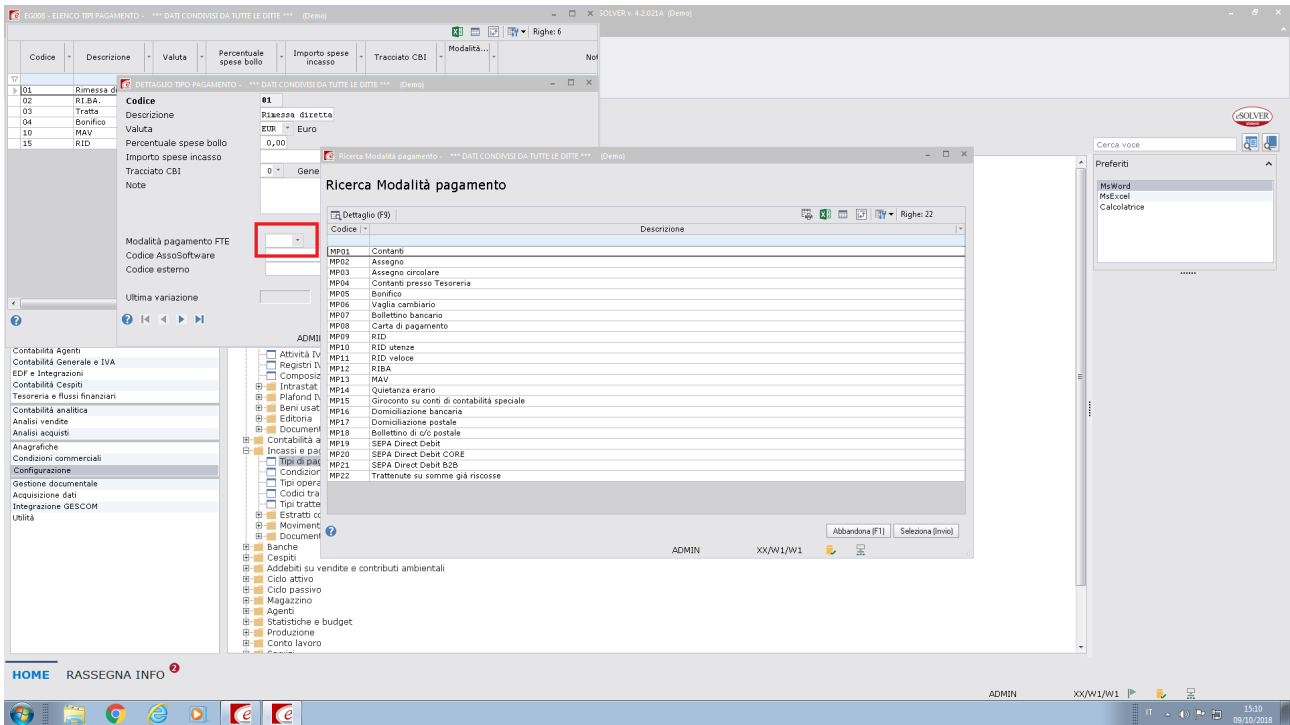 EG008 - ELENCO TIPI PAGAMENTO - *** DATI CONDIVISI DA TUTTE LE DITTE *** (Demo)
SOLVER v. 4.2.021A (Demo)
Righe: 6
Codice
Descrizione
Valuta
Percentuale spese bollo
Importo spese incasso
Tracciato CBI
Modalità...
Not
01 Rimessa d
02 RI.BA.
03 Tratta
04 Bonifico
10 MAV
15 RID
DETTAGLIO TIPO PAGAMENTO - *** DATI CONDIVISI DA TUTTE LE DITTE *** (Demo)
Codice 01
Descrizione Rimessa diretta
Valuta EUR Euro
Percentuale spese bollo 0,00
Importo spese incasso
Tracciato CBI 0 Gene
Note
Modalità pagamento FTE
Codice AssoSoftware
Codice esterno
Ultima variazione
ADMI
Ricerca Modalità pagamento - *** DATI CONDIVISI DA TUTTE LE DITTE *** (Demo)
Ricerca Modalità pagamento
Dettaglio (F9)
Righe: 22
Codice Descrizione
MP01 Contanti
MP02 Assegno
MP03 Assegno circolare
MP04 Contanti presso Tesoreria
MP05 Bonifico
MP06 Vaglia cambiario
MP07 Bollettino bancario
MP08 Carta di pagamento
MP09 RID
MP10 RID utenze
MP11 RID veloce
MP12 RIBA
MP13 MAV
MP14 Quietanza erario
MP15 Giroconto su conti di contabilità speciale
MP16 Domiciliazione bancaria
MP17 Domiciliazione postale
MP18 Bollettino di c/c postale
MP19 SEPA Direct Debit
MP20 SEPA Direct Debit CORE
MP21 SEPA Direct Debit B2B
MP22 Trattenute su somme già riscosse
Abbandona (F1)
Seleziona (Invio)
ADMIN XX/W1/W1
eSOLVER
Cerca voce
Preferiti
MsWord
MsExcel
Calcolatrice
Contabilità Agenti
Contabilità Generale e IVA
EDF e Integrazioni
Contabilità Cespiti
Tesoreria e flussi finanziari
Contabilità analitica
Analisi vendite
Analisi acquisti
Anagrafiche
Condizioni commerciali
Configurazione
Gestione documentale
Acquisizione dati
Integrazione GESCOM
Utilità
Attività IV
Registri IV
Composiz
Intrastat
Plafond IV
Beni usat
Editoria
Document
Contabilità a
Incassi e pag
Tipi di pag
Condizion
Tipi opera
Codici tra
Tipi tratte
Estratti co
Moviment
Document
Banche
Cespiti
Addebiti su vendite e contributi ambientali
Ciclo attivo
Ciclo passivo
Magazzino
Agenti
Statistiche e budget
Produzione
Conto lavoro
HOME
RASSEGNA INFO 2
ADMIN XX/W1/W1
IT
15:10
09/10/2018